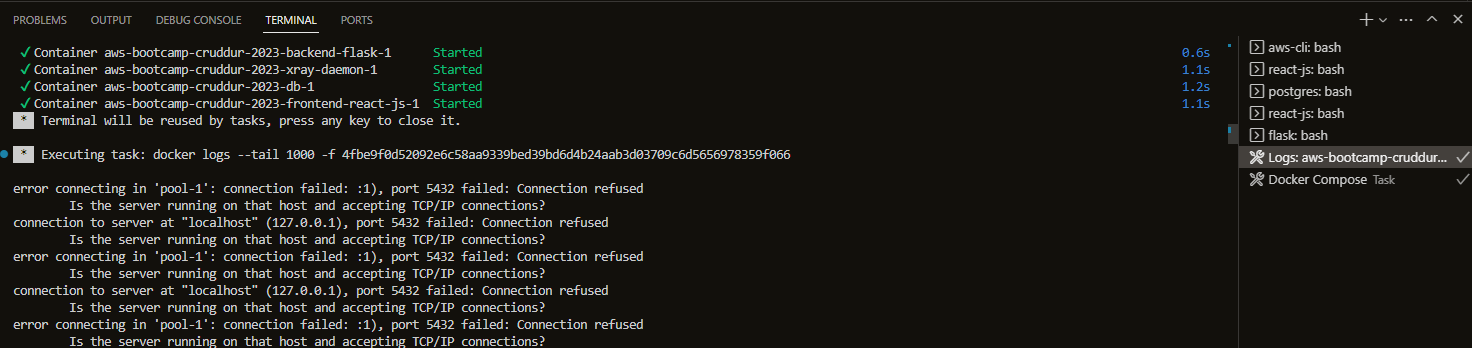 PROBLEMS OUTPUT DEBUG CONSOLE TERMINAL PORTS
✓ Container aws-bootcamp-cruddur-2023-backend-flask-1 Started 0.6s
✓ Container aws-bootcamp-cruddur-2023-xray-daemon-1 Started 1.1s
✓ Container aws-bootcamp-cruddur-2023-db-1 Started 1.2s
✓ Container aws-bootcamp-cruddur-2023-frontend-react-js-1 Started 1.1s
* Terminal will be reused by tasks, press any key to close it.
* Executing task: docker logs --tail 1000 -f 4fbe9f0d52092e6c58aa9339bed39bd6d4b24aab3d03709c6d5656978359f066
error connecting in 'pool-1': connection failed: :1), port 5432 failed: Connection refused
Is the server running on that host and accepting TCP/IP connections?
connection to server at "localhost" (127.0.0.1), port 5432 failed: Connection refused
Is the server running on that host and accepting TCP/IP connections?
error connecting in 'pool-1': connection failed: :1), port 5432 failed: Connection refused
Is the server running on that host and accepting TCP/IP connections?
connection to server at "localhost" (127.0.0.1), port 5432 failed: Connection refused
Is the server running on that host and accepting TCP/IP connections?
error connecting in 'pool-1': connection failed: :1), port 5432 failed: Connection refused
Is the server running on that host and accepting TCP/IP connections?
aws-cli: bash
react-js: bash
postgres: bash
react-js: bash
flask: bash
Logs: aws-bootcamp-cruddur...
Docker Compose Task